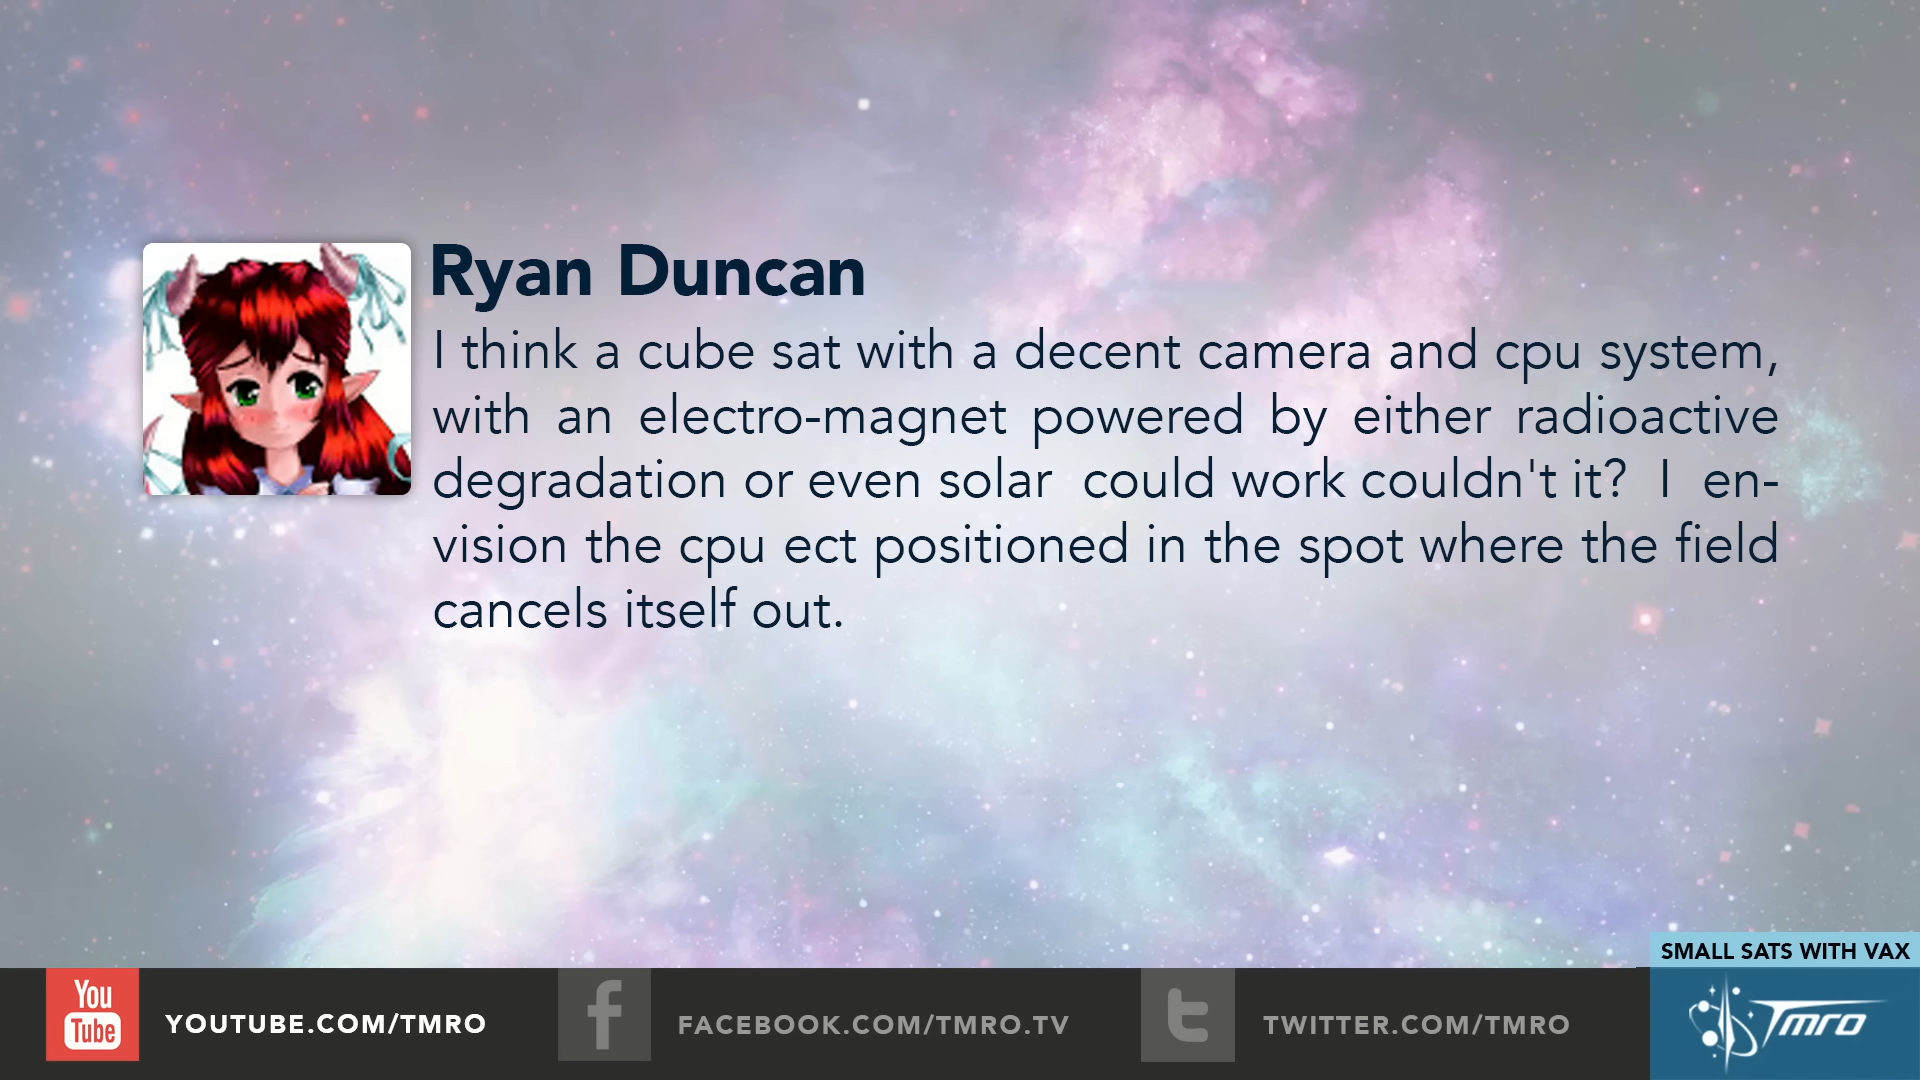 Ryan Duncan
I think a cube sat with a decent camera and cpu system,
with an electro-magnet powered by either radioactive
degradation or even solar  could work couldn't it?  I  en-
vision the cpu ect positioned in the spot where the field
cancels itself out.
SMALL SATS WITH VAX
You
Tube
YOUTUBE.COM/TMRO
f
FACEBOOK.COM/TMRO.TV
t
TWITTER.COM/TMRO
Tmro